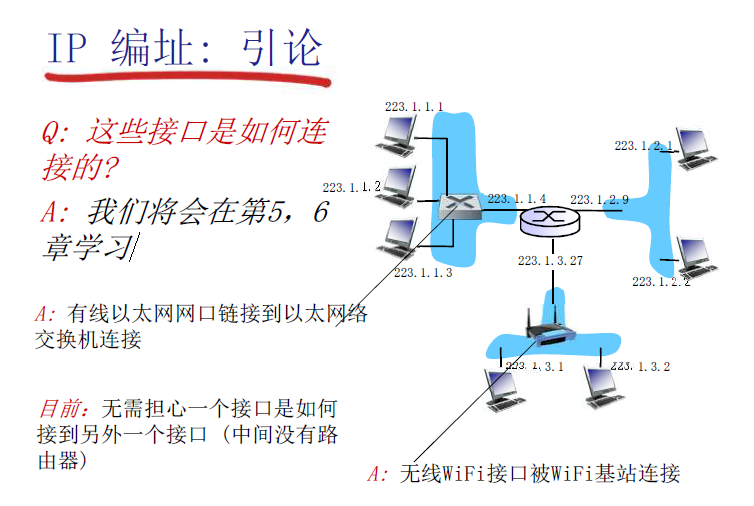 IP 编址: 引论
Q: 这些接口是如何连
接的?
A: 我们将会在第5, 6
章学习
A: 有线以太网网口链接到以太网络
交换机连接
目前: 无需担心一个接口是如何
接到另外一个接口 (中间没有路
由器)
223.1.1.1
223.1.1.2
223.1.1.3
223.1.1.4
223.1.2.9
223.1.2.1
223.1.2.2
223.1.3.27
223.1.3.1
223.1.3.2
A: 无线WiFi接口被WiFi基站连接